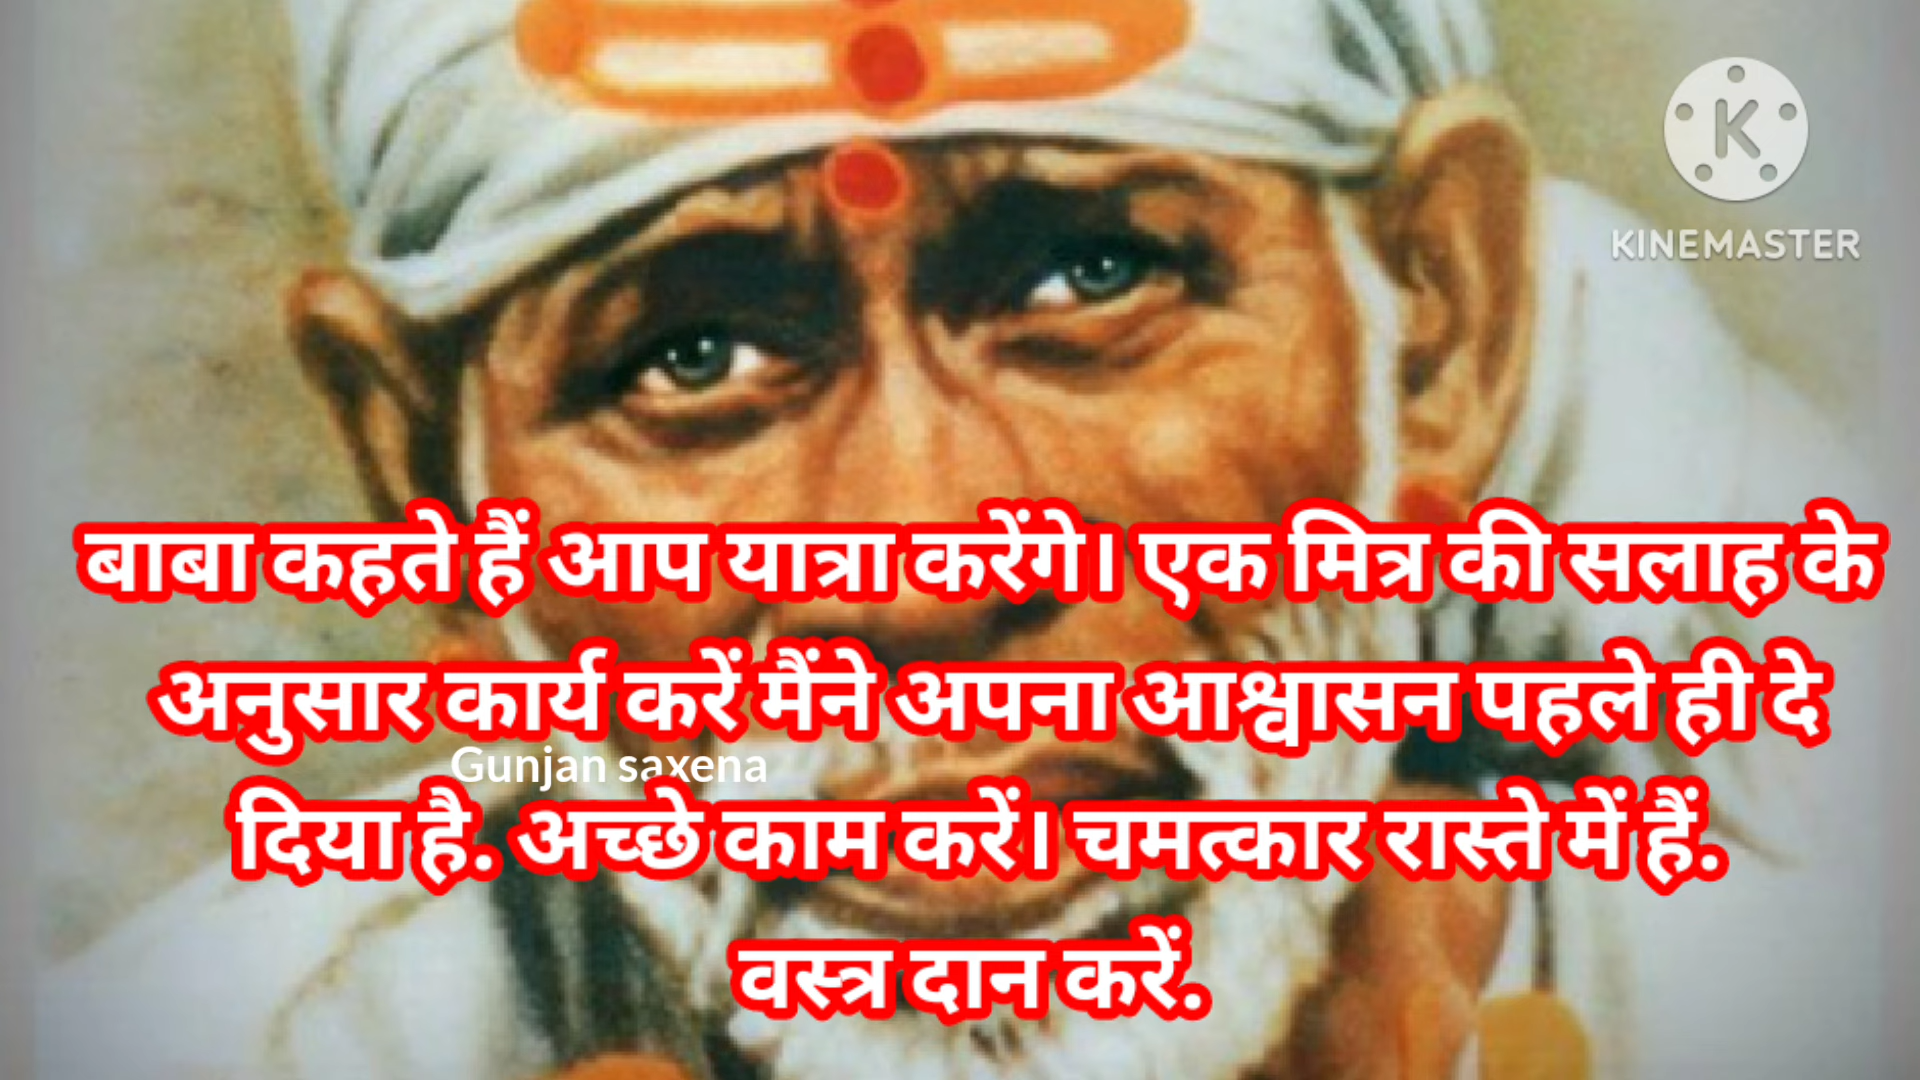 KINEMASTER
बाबा कहते हैं आप यात्रा करेंगे। एक मित्र की सलाह के
अनुसार कार्य करें मैंने अपना आश्वासन पहले ही दे
Gunjan saxena
दिया है. अच्छे काम करें। चमत्कार रास्ते में हैं.
वस्त्र दान करें.